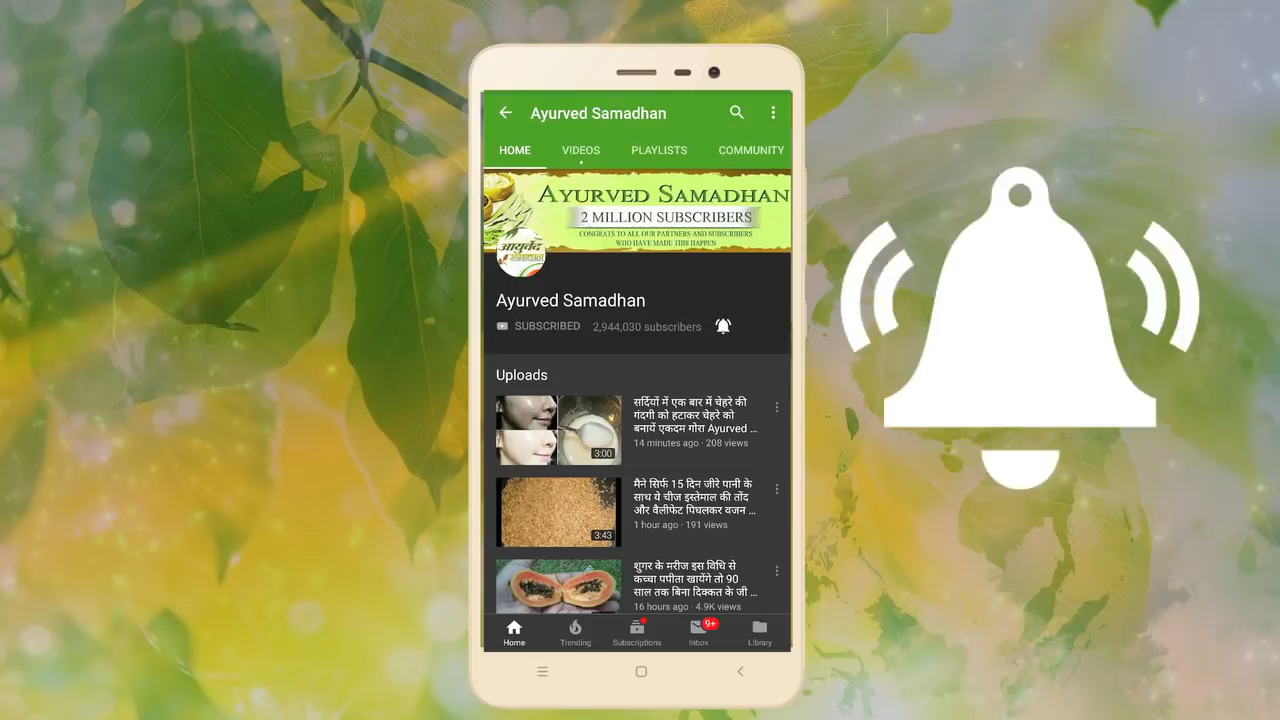 Ayurved Samadhan
HOME VIDEOS PLAYLISTS COMMUNITY
AYURVED SAMADHAN
2 MILLION SUBSCRIBERS
CONGRATS TO ALL OUR PARTNERS AND SUBSCRIBERS
WHO HAVE MADE THIS HAPPEN
आयुर्वेद
समाधान
Ayurved Samadhan
SUBSCRIBED 2,944,030 subscribers
Uploads
सर्दियों में एक बार में चेहरे की
गंदगी को हटाकर चेहरे को
बनायें एकदम गोरा Ayurved ...
14 minutes ago · 208 views
3:00
मैने सिर्फ 15 दिन जीरे पानी के
साथ ये चीज इस्तेमाल की तोंद
और वैलीफेट पिघलकर वजन ...
1 hour ago · 191 views
3:43
शुगर के मरीज इस विधि से
कच्चा पपीता खायेंगे तो 90
साल तक बिना दिक्कत के जी ...
16 hours ago · 4.9K views
9+
Home Trending Subscriptions Inbox Library